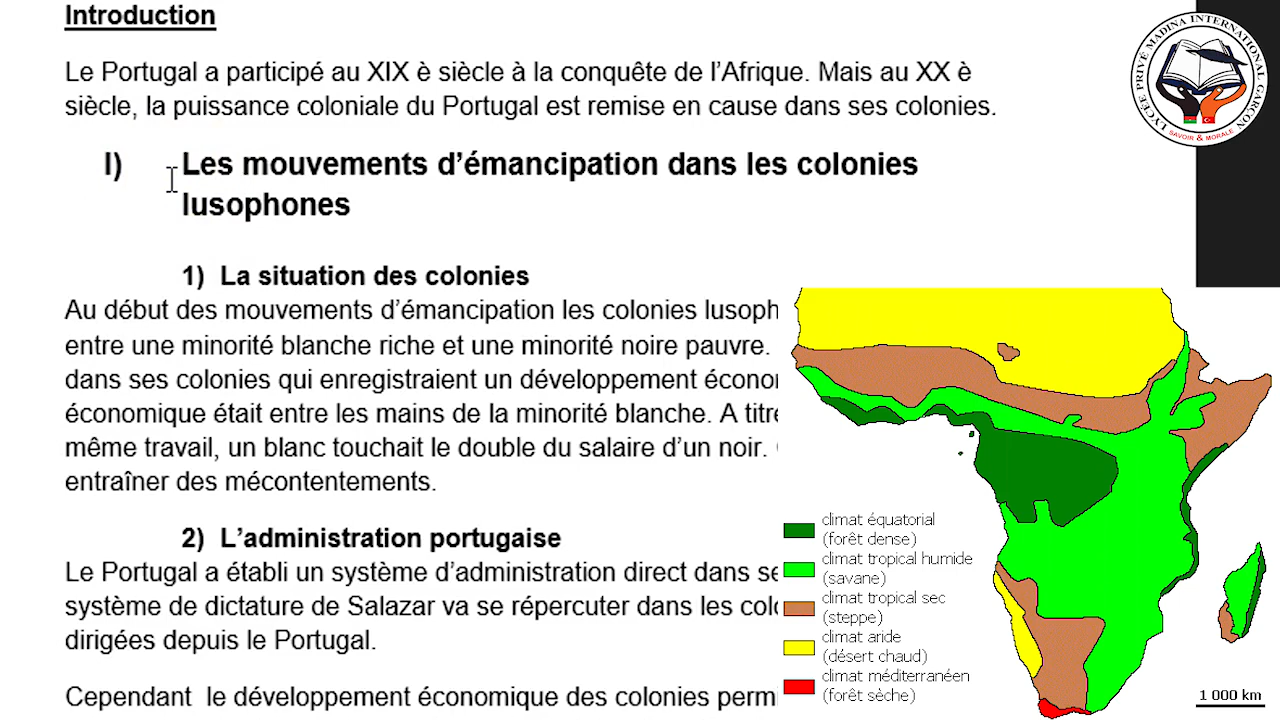 Introduction
Le Portugal a participé au XIX è siècle à la conquête de l'Afrique. Mais au XX è
siècle, la puissance coloniale du Portugal est remise en cause dans ses colonies.
I) Les mouvements d'émancipation dans les colonies
lusophones
1) La situation des colonies
Au début des mouvements d'émancipation les colonies lusoph
entre une minorité blanche riche et une minorité noire pauvre.
dans ses colonies qui enregistraient un développement écono
économique était entre les mains de la minorité blanche. A titre
même travail, un blanc touchait le double du salaire d'un noir.
entraîner des mécontentements.
2) L'administration portugaise
Le Portugal a établi un système d'administration direct dans se
système de dictature de Salazar va se répercuter dans les colo
dirigées depuis le Portugal.
Cependant le développement économique des colonies permi
LYCÉE PRIVÉ MADINA INTERNATIONAL GARÇON
SAVOIR & MORALE
climat équatorial
(forêt dense)
climat tropical humide
(savane)
climat tropical sec
(steppe)
climat aride
(désert chaud)
climat méditerranéen
(forêt sèche)
1 000 km